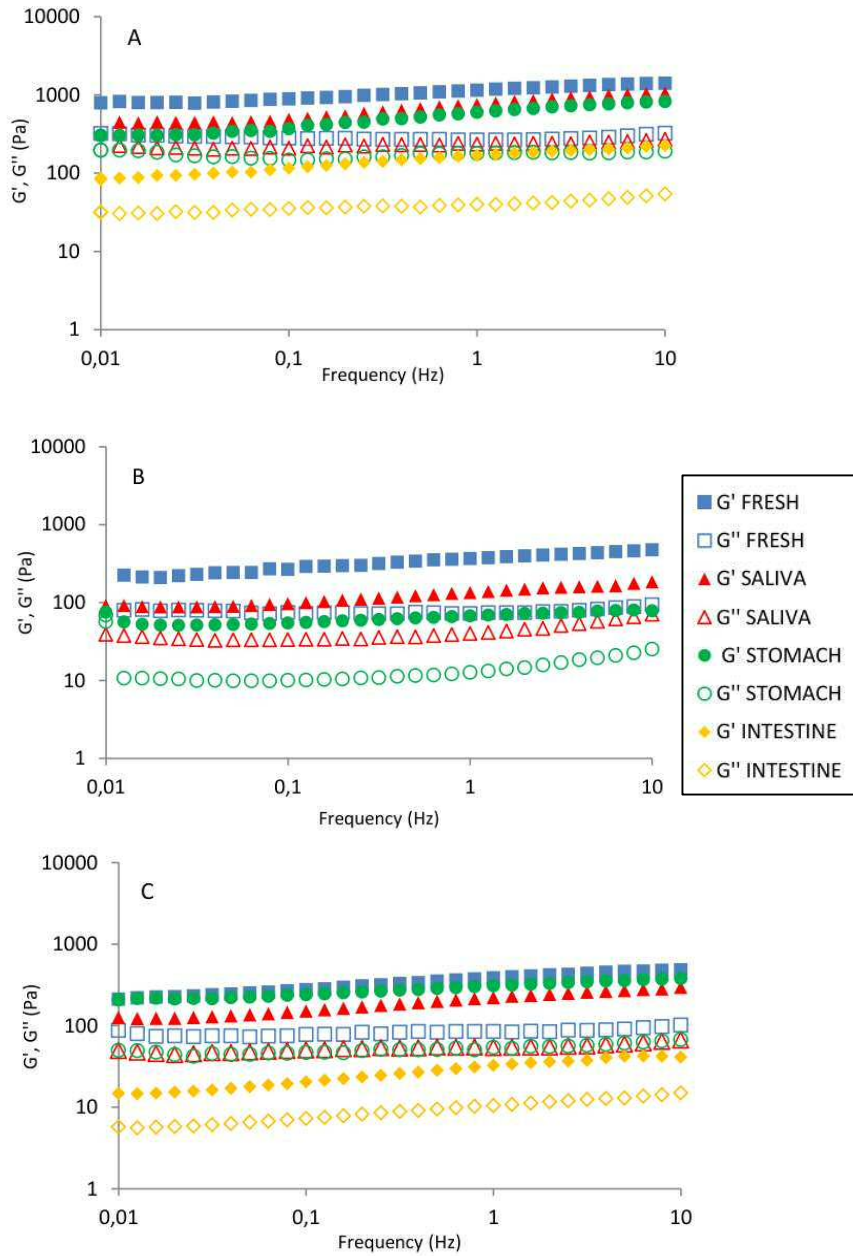 A
10000
1000
100
10
1
G', G'' (Pa)
0,01 0,1 1 10
Frequency (Hz)
B
10000
1000
100
10
1
G', G'' (Pa)
0,01 0,1 1 10
Frequency (Hz)
G' FRESH
G'' FRESH
G' SALIVA
G'' SALIVA
G' STOMACH
G'' STOMACH
G' INTESTINE
G'' INTESTINE
C
10000
1000
100
10
1
G', G'' (Pa)
0,01 0,1 1 10
Frequency (Hz)